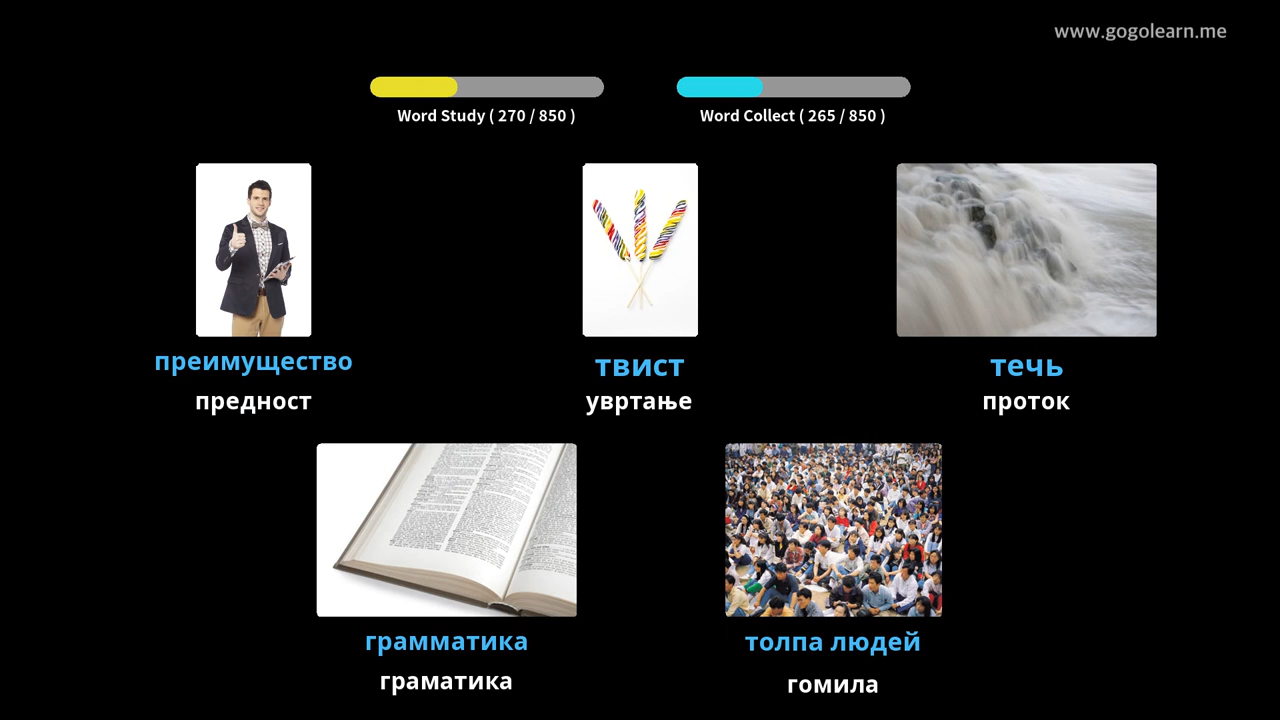 www.gogolearn.me
Word Study ( 270 / 850 )
Word Collect ( 265 / 850 )
преимущество
предност
твист
увртање
течь
проток
грамматика
граматика
толпа людей
гомила